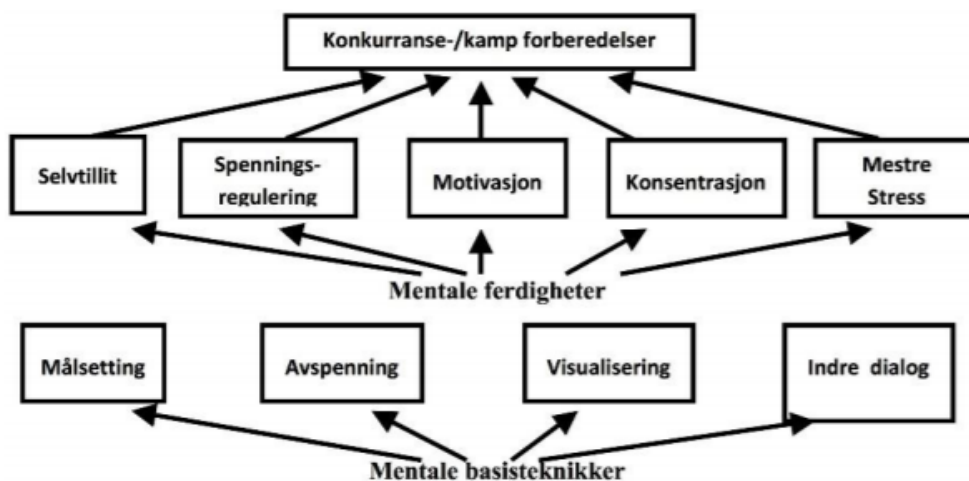 Konkurranse-/kamp forberedelser
Selvtillit
Spennings-
regulering
Motivasjon
Konsentrasjon
Mestre
Stress
Mentale ferdigheter
Målsetting
Avspenning
Visualisering
Indre dialog
Mentale basisteknikker